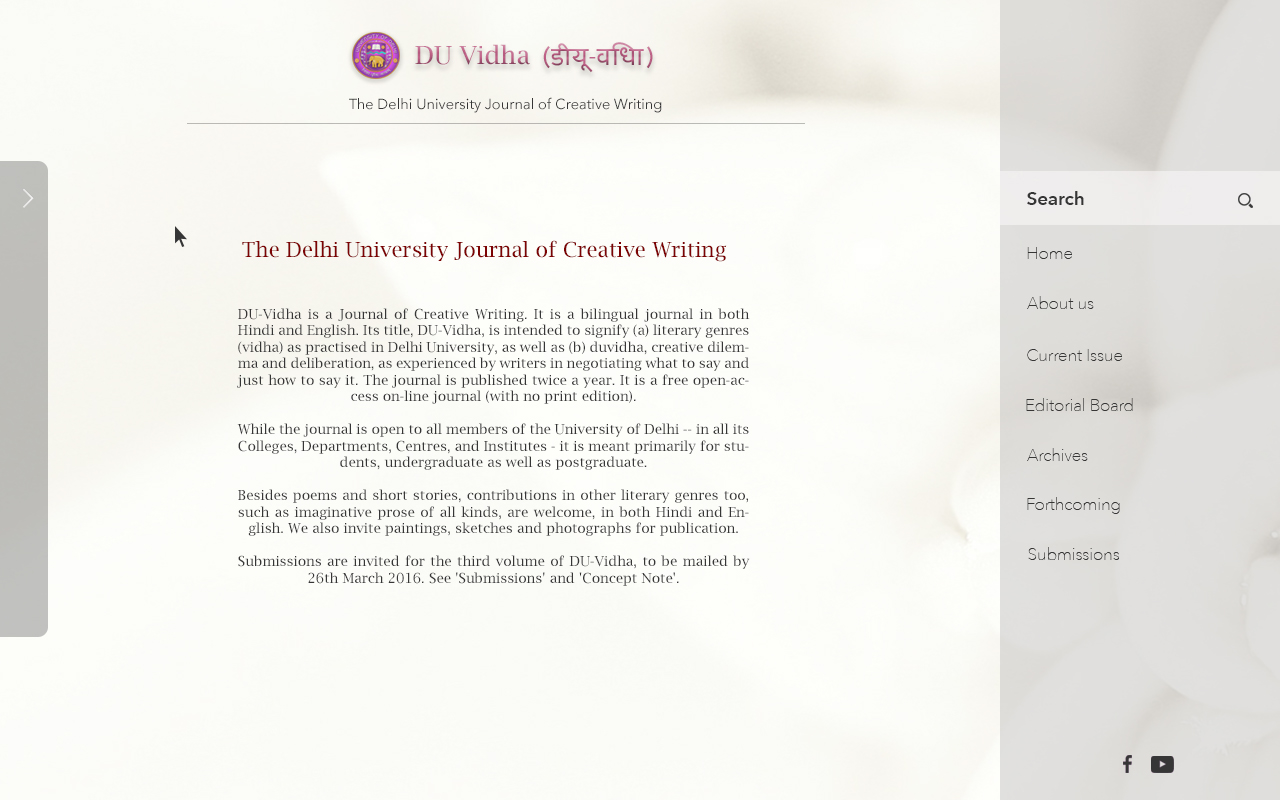 DU Vidha (डीयू-वधिा)
The Delhi University Journal of Creative Writing
The Delhi University Journal of Creative Writing
DU-Vidha is a Journal of Creative Writing. It is a bilingual journal in both
Hindi and English. Its title, DU-Vidha, is intended to signify (a) literary genres
(vidha) as practised in Delhi University, as well as (b) duvidha, creative dilem-
ma and deliberation, as experienced by writers in negotiating what to say and
just how to say it. The journal is published twice a year. It is a free open-ac-
cess on-line journal (with no print edition).
While the journal is open to all members of the University of Delhi -- in all its
Colleges, Departments, Centres, and Institutes - it is meant primarily for stu-
dents, undergraduate as well as postgraduate.
Besides poems and short stories, contributions in other literary genres too,
such as imaginative prose of all kinds, are welcome, in both Hindi and En-
glish. We also invite paintings, sketches and photographs for publication.
Submissions are invited for the third volume of DU-Vidha, to be mailed by
26th March 2016. See 'Submissions' and 'Concept Note'.
Search
Home
About us
Current Issue
Editorial Board
Archives
Forthcoming
Submissions